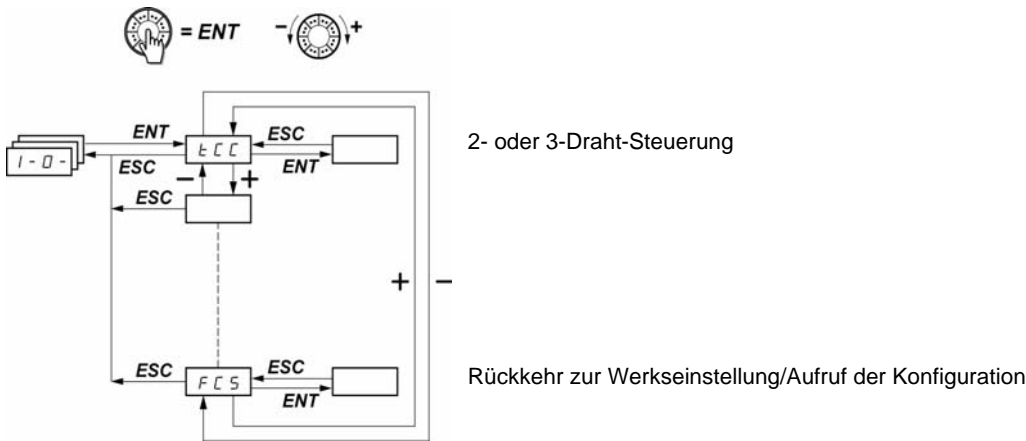 = ENT - +
ENT ESC 2- oder 3-Draht-Steuerung
I - O - tCC
ESC ENT
- +
ESC
+ -
ESC ESC Rückkehr zur Werkseinstellung/Aufruf der Konfiguration
FCS
ENT